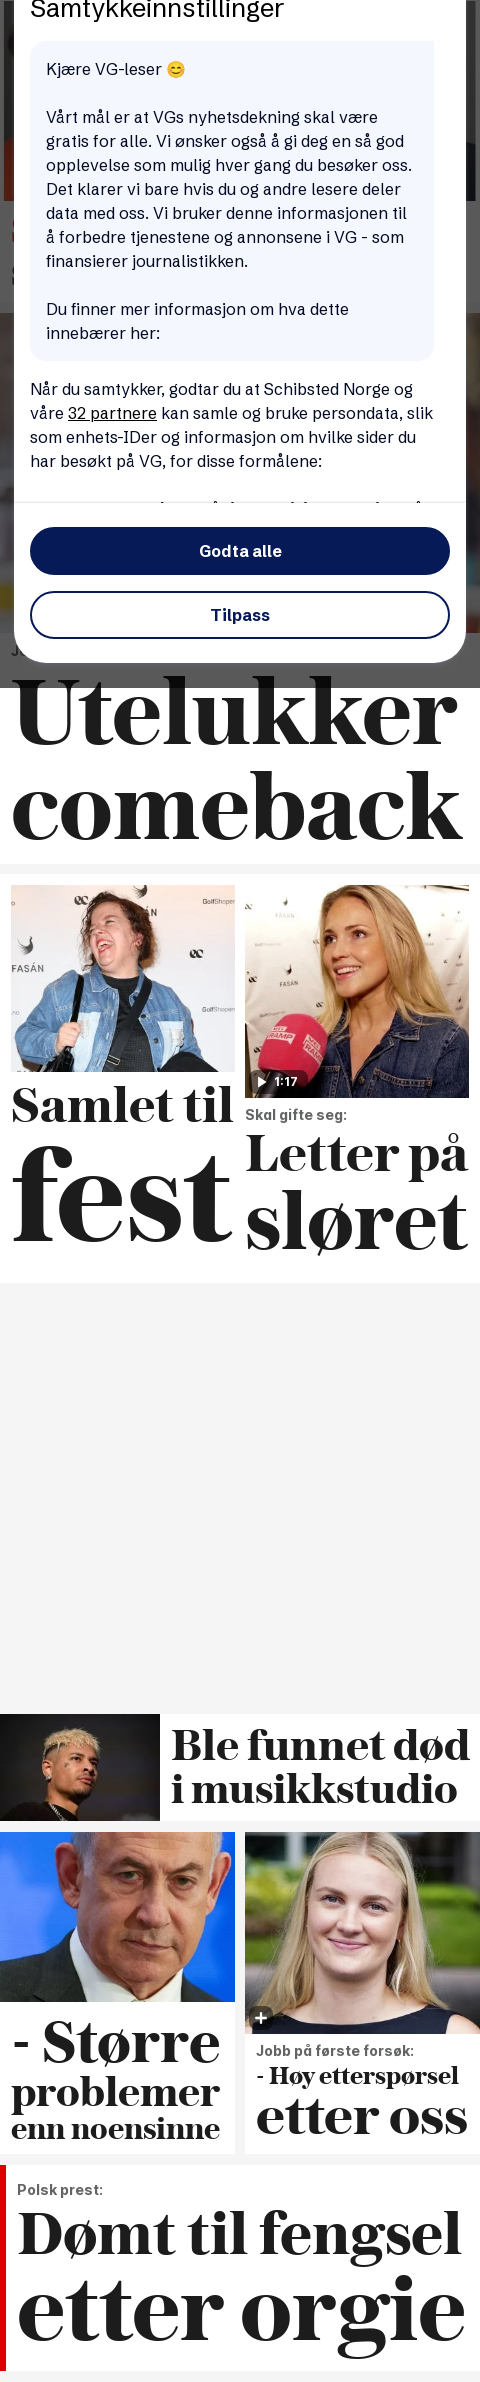 Samtykkeinnstillinger
Kjære VG-leser 😊
Vårt mål er at VGs nyhetsdekning skal være
gratis for alle. Vi ønsker også å gi deg en så god
opplevelse som mulig hver gang du besøker oss.
Det klarer vi bare hvis du og andre lesere deler
data med oss. Vi bruker denne informasjonen til
å forbedre tjenestene og annonsene i VG - som
finansierer journalistikken.
Du finner mer informasjon om hva dette
innebærer her:
Når du samtykker, godtar du at Schibsted Norge og
våre 32 partnere kan samle og bruke persondata, slik
som enhets-IDer og informasjon om hvilke sider du
har besøkt på VG, for disse formålene:
Godta alle
Tilpass
Utelukker
comeback
GolfShopen
FASÁN
GolfShopen
Samlet til
fest
FASÁN
FASÁN
VG
RAMP
1:17
Skal gifte seg:
Letter på
sløret
Ble funnet død
i musikkstudio
- Større
problemer
enn noensinne
Jobb på første forsøk:
- Høy etterspørsel
etter oss
Polsk prest:
Dømt til fengsel
etter orgie